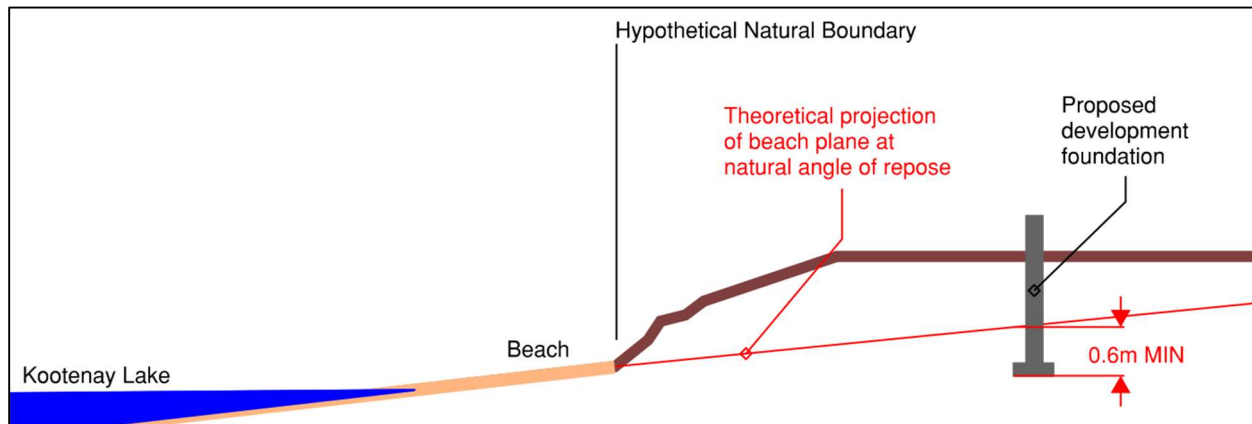 Hypothetical Natural Boundary
Theoretical projection
of beach plane at
natural angle of repose
Proposed
development
foundation
Beach
0.6m MIN
Kootenay Lake